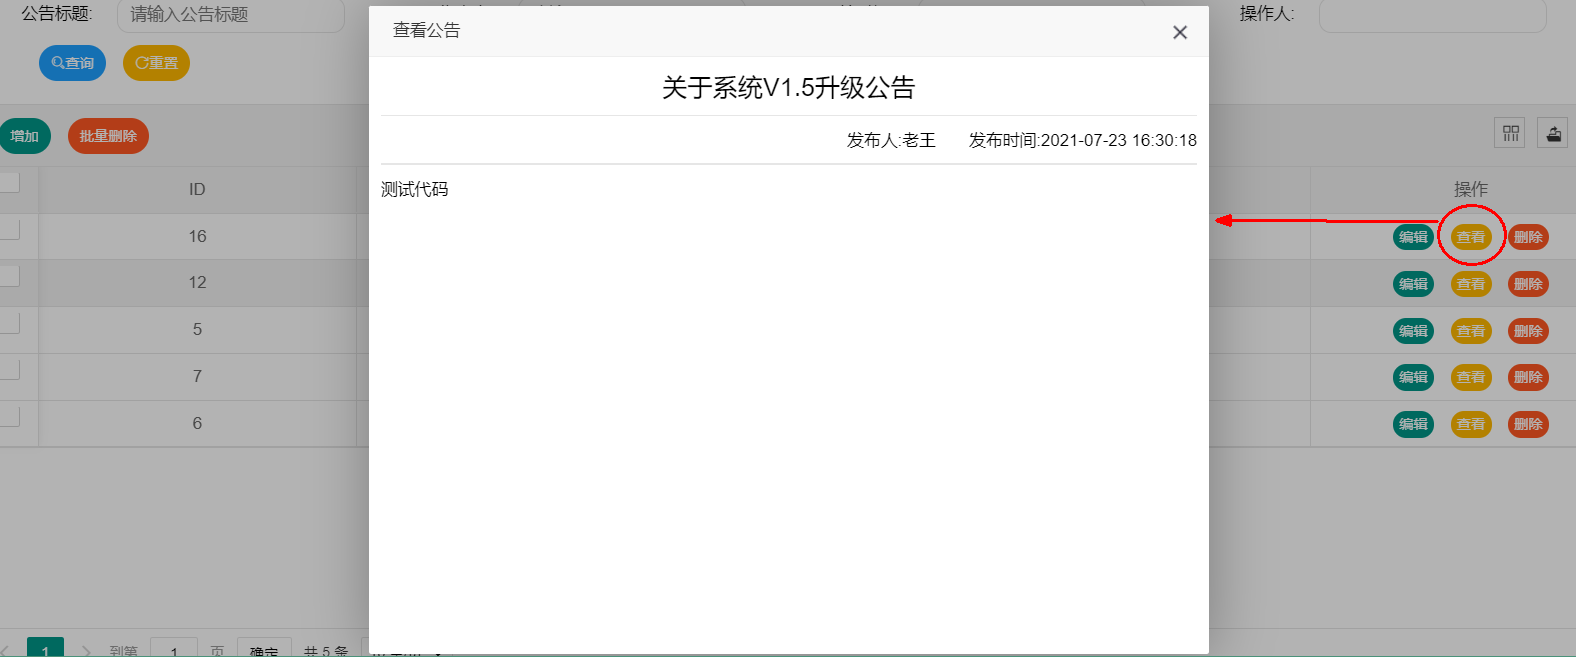 公告标题: 请输入公告标题
操作人:
查询 重置
查看公告
关于系统V1.5升级公告
发布人:老王 发布时间:2021-07-23 16:30:18
测试代码
增加 批量删除
ID 操作
16 编辑 查看 删除
12 编辑 查看 删除
5 编辑 查看 删除
7 编辑 查看 删除
6 编辑 查看 删除
1 到第 1 页 确定 共 5 条